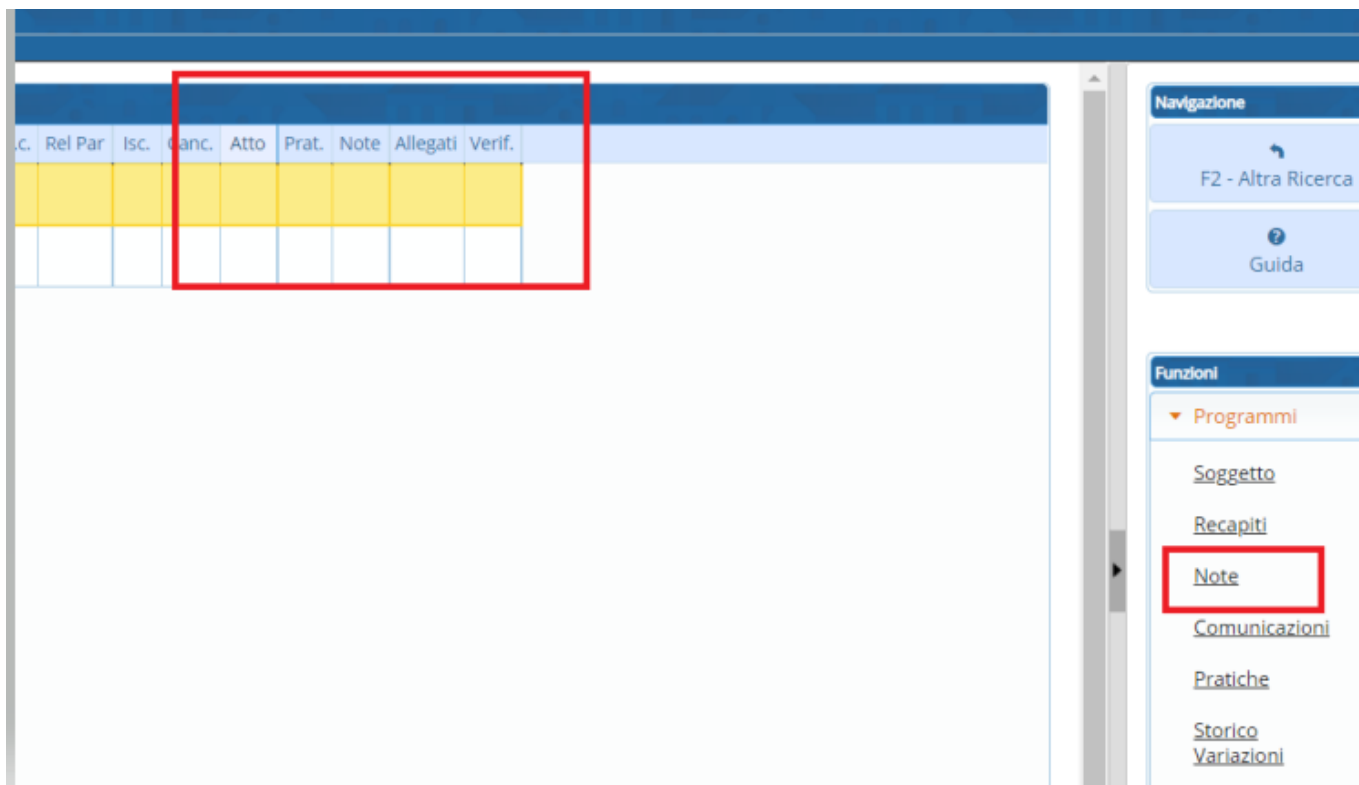 .c. Rel Par Isc. Canc. Atto Prat. Note Allegati Verif.
Navigazione
F2 - Altra Ricerca
Guida
Funzioni
Programmi
Soggetto
Recapiti
Note
Comunicazioni
Pratiche
Storico
Variazioni